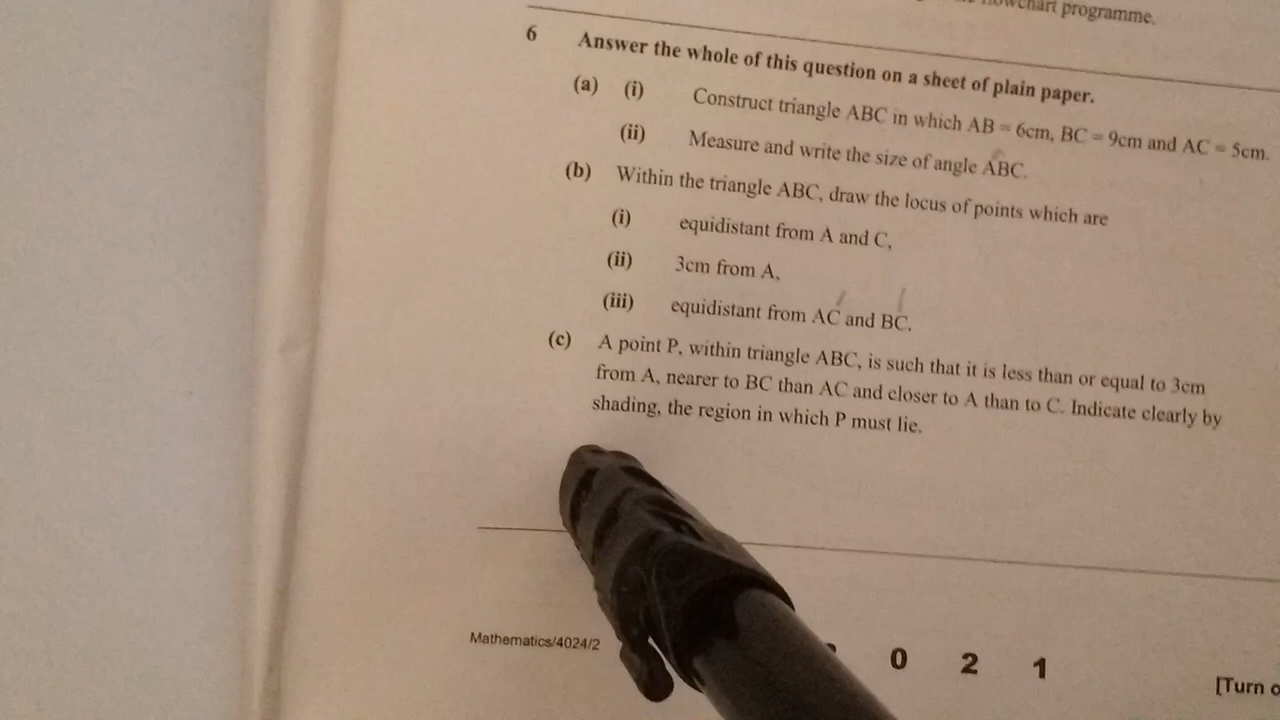 flowchart programme.
6 Answer the whole of this question on a sheet of plain paper.
(a) (i) Construct triangle ABC in which AB = 6cm, BC = 9cm and AC = 5cm.
(ii) Measure and write the size of angle ABC.
(b) Within the triangle ABC, draw the locus of points which are
(i) equidistant from A and C,
(ii) 3cm from A,
(iii) equidistant from AC and BC.
(c) A point P, within triangle ABC, is such that it is less than or equal to 3cm
from A, nearer to BC than AC and closer to A than to C. Indicate clearly by
shading, the region in which P must lie.
Mathematics/4024/2
0 2 1
[Turn